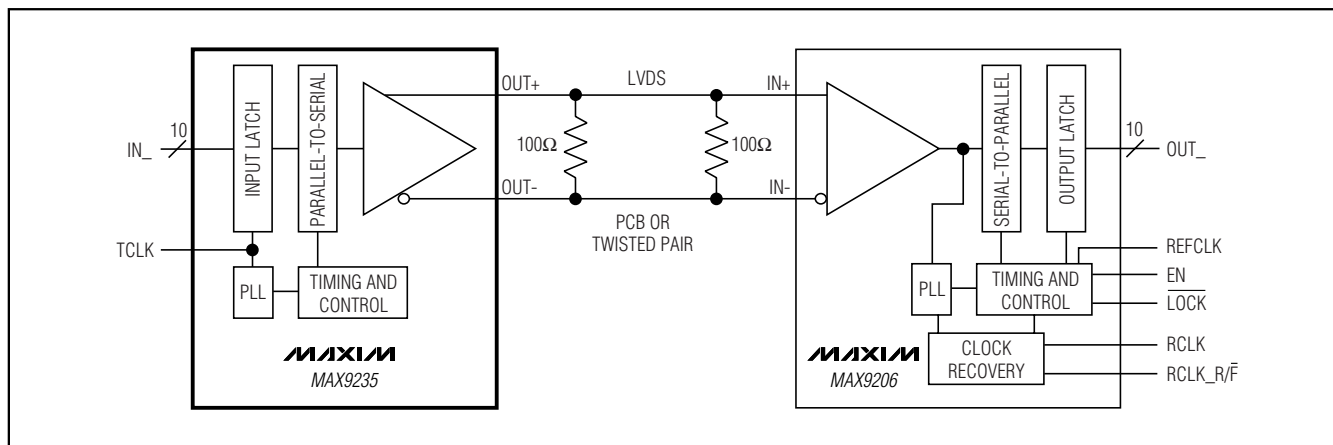 IN_
10
TCLK
INPUT LATCH
PARALLEL-TO-SERIAL
PLL
TIMING AND
CONTROL
MAXIM
MAX9235
OUT+
OUT-
100Ω
LVDS
PCB OR
TWISTED PAIR
100Ω
IN+
IN-
SERIAL-TO-PARALLEL
OUTPUT LATCH
PLL
TIMING AND
CONTROL
CLOCK
RECOVERY
MAXIM
MAX9206
10
OUT_
REFCLK
EN
L̅O̅C̅K̅
RCLK
RCLK_R/F̅